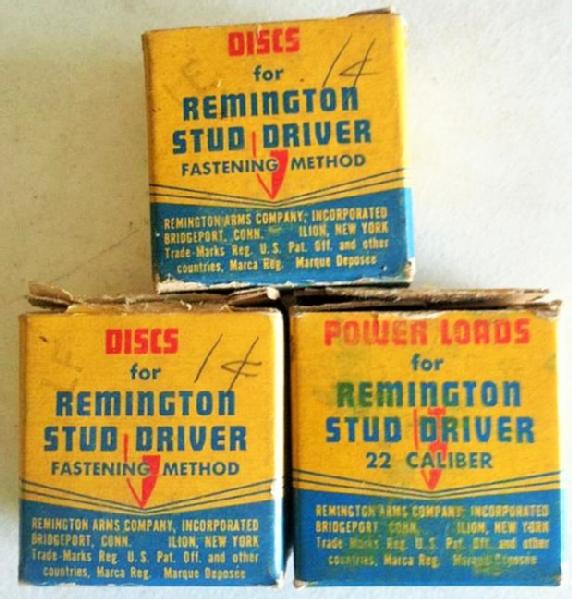 DISCS
1¢
for
REMINGTON
STUD DRIVER
FASTENING METHOD
REMINGTON ARMS COMPANY, INCORPORATED
BRIDGEPORT, CONN. ILION, NEW YORK
Trade-Marks Reg. U.S. Pat. Off. and other
countries, Marca Reg. Marque Deposee
DISCS
1¢
for
REMINGTON
STUD DRIVER
FASTENING METHOD
REMINGTON ARMS COMPANY, INCORPORATED
BRIDGEPORT, CONN. ILION, NEW YORK
Trade-Marks Reg. U.S. Pat. Off. and other
countries, Marca Reg. Marque Deposee
POWER LOADS
for
REMINGTON
STUD DRIVER
22 CALIBER
REMINGTON ARMS COMPANY, INCORPORATED
BRIDGEPORT, CONN. ILION, NEW YORK
Trade-Marks Reg. U.S. Pat. Off. and other
countries, Marca Reg. Marque Deposee